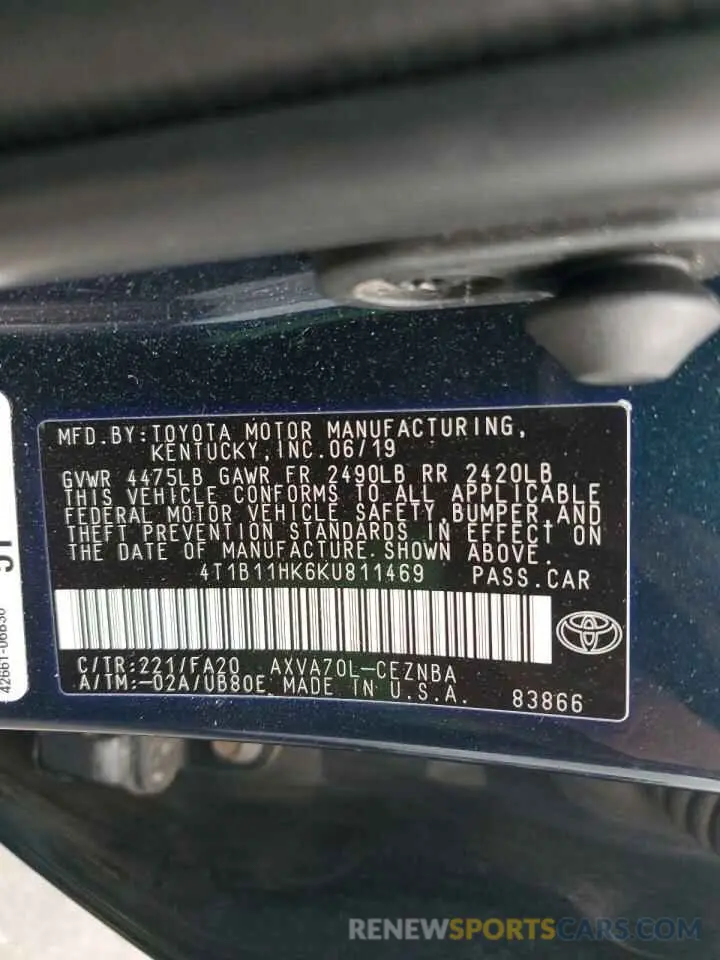 MFD.BY:TOYOTA MOTOR MANUFACTURING,
KENTUCKY,INC.06/19
GVWR 4475LB GAWR FR 2490LB RR 2420LB
THIS VEHICLE CONFORMS TO ALL APPLICABLE
FEDERAL MOTOR VEHICLE SAFETY,BUMPER,AND
THEFT PREVENTION STANDARDS IN EFFECT ON
THE DATE OF MANUFACTURE SHOWN ABOVE.
4T1B11HK6KU811469 PASS.CAR
C/TR:221/FA20 AXVA70L-CEZNBA
A/TM:-02A/UB80E MADE IN U.S.A. 83866
RENEWSPORTSCARS.COM